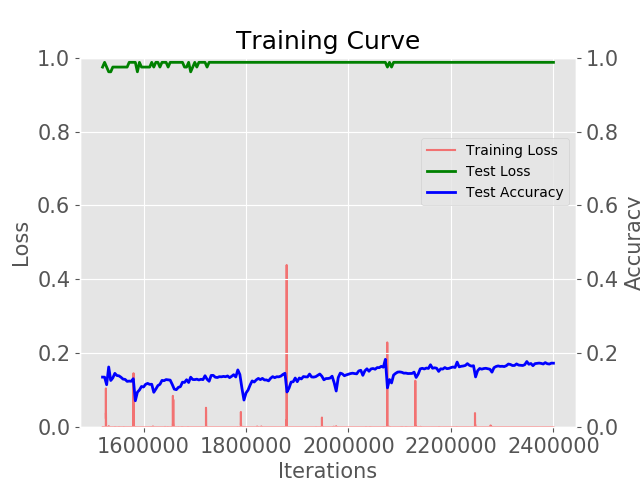 Training Curve
1.0
0.8
0.6
0.4
0.2
0.0
Loss
1.0
0.8
0.6
0.4
0.2
0.0
Accuracy
Training Loss
Test Loss
Test Accuracy
1600000 1800000 2000000 2200000 2400000
Iterations